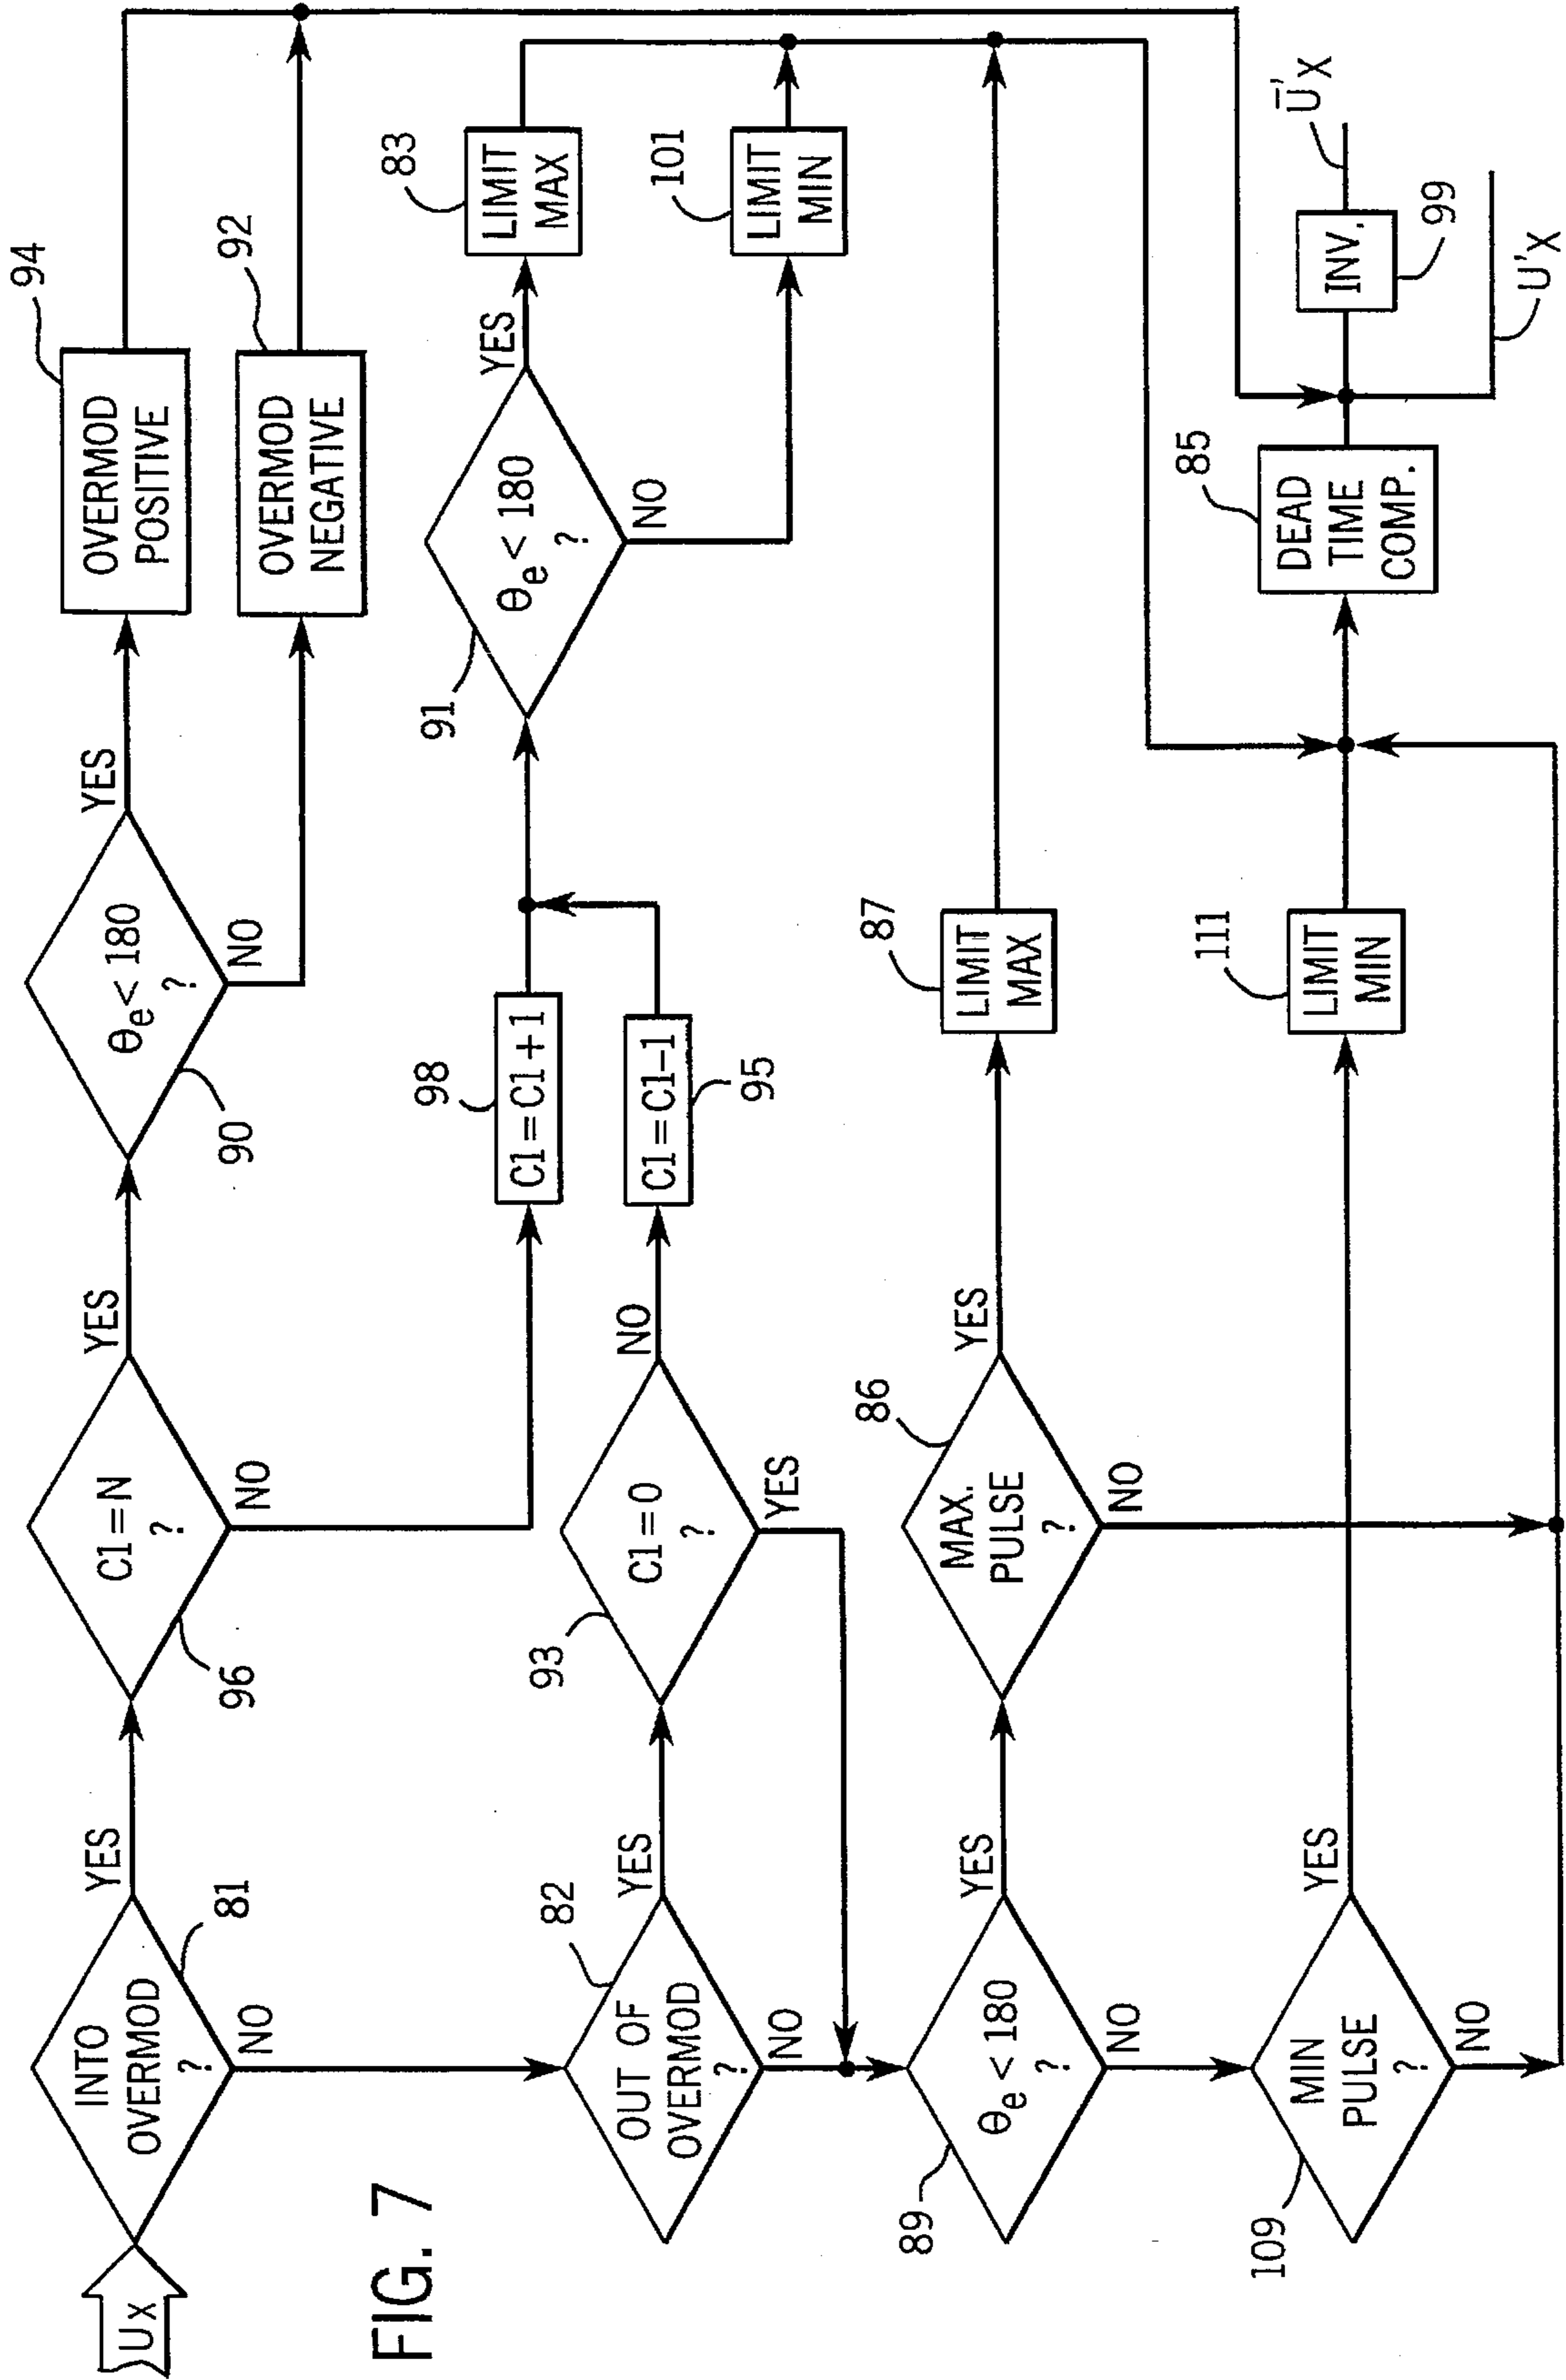 Ux
INTO
OVERMOD
?
81
YES
NO
C1=N
?
96
YES
NO
θe < 180
?
90
YES
NO
OVERMOD
POSITIVE
94
OVERMOD
NEGATIVE
92
OUT OF
OVERMOD
?
82
YES
NO
C1=0
?
93
NO
YES
C1=C1+1
98
C1=C1-1
95
θe < 180
?
91
YES
NO
LIMIT
MAX
83
LIMIT
MIN
101
θe < 180
?
89
YES
NO
MAX.
PULSE
?
86
YES
NO
LIMIT
MAX
87
MIN
PULSE
?
109
YES
NO
LIMIT
MIN
111
DEAD
TIME
COMP.
85
INV,
99
Ū'X
U'X
FIG. 7